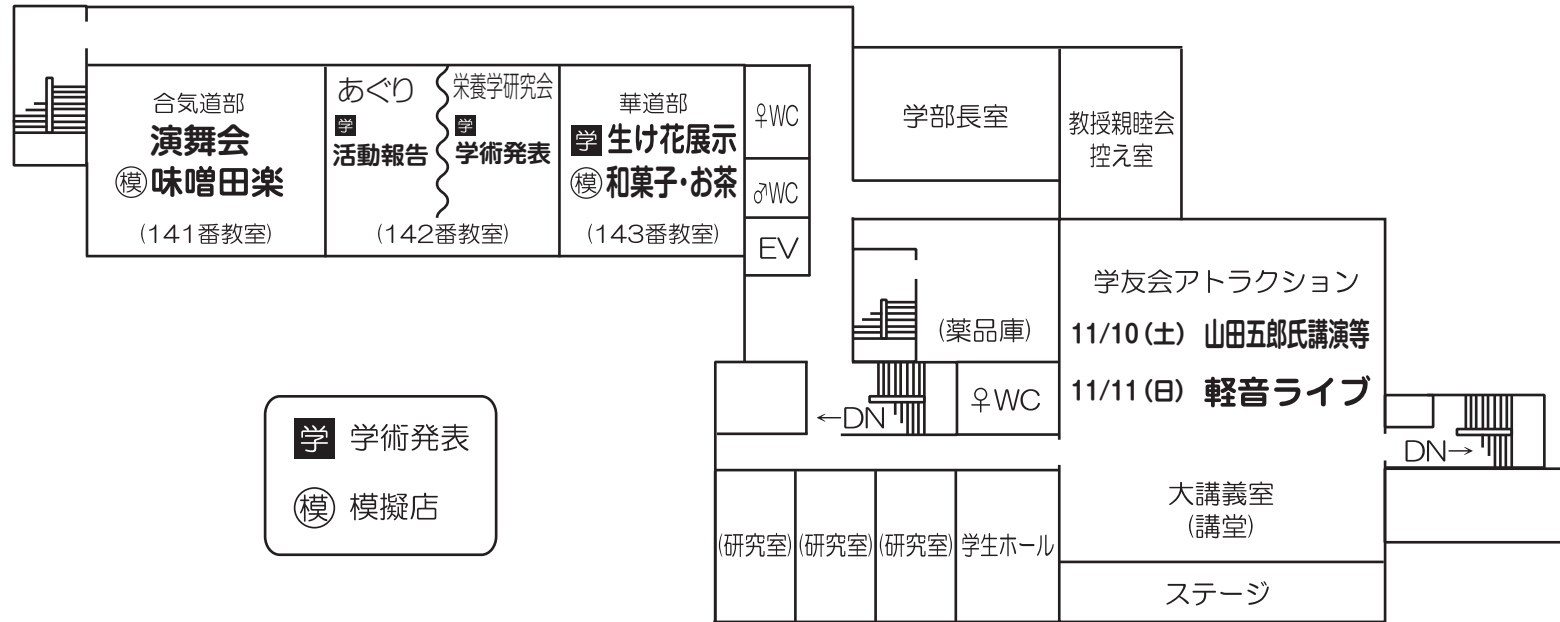 合気道部
演舞会
模 味噌田楽
(141番教室)
あぐり
学
活動報告
栄養学研究会
学
学術発表
(142番教室)
華道部
学 生け花展示
模 和菓子・お茶
(143番教室)
♀WC
♂WC
EV
学部長室
教授親睦会
控え室
(薬品庫)
♀WC
←DN
学友会アトラクション
11/10(土) 山田五郎氏講演等
11/11(日) 軽音ライブ
DN→
大講義室
(講堂)
ステージ
(研究室)
(研究室)
(研究室)
学生ホール
学 学術発表
模 模擬店